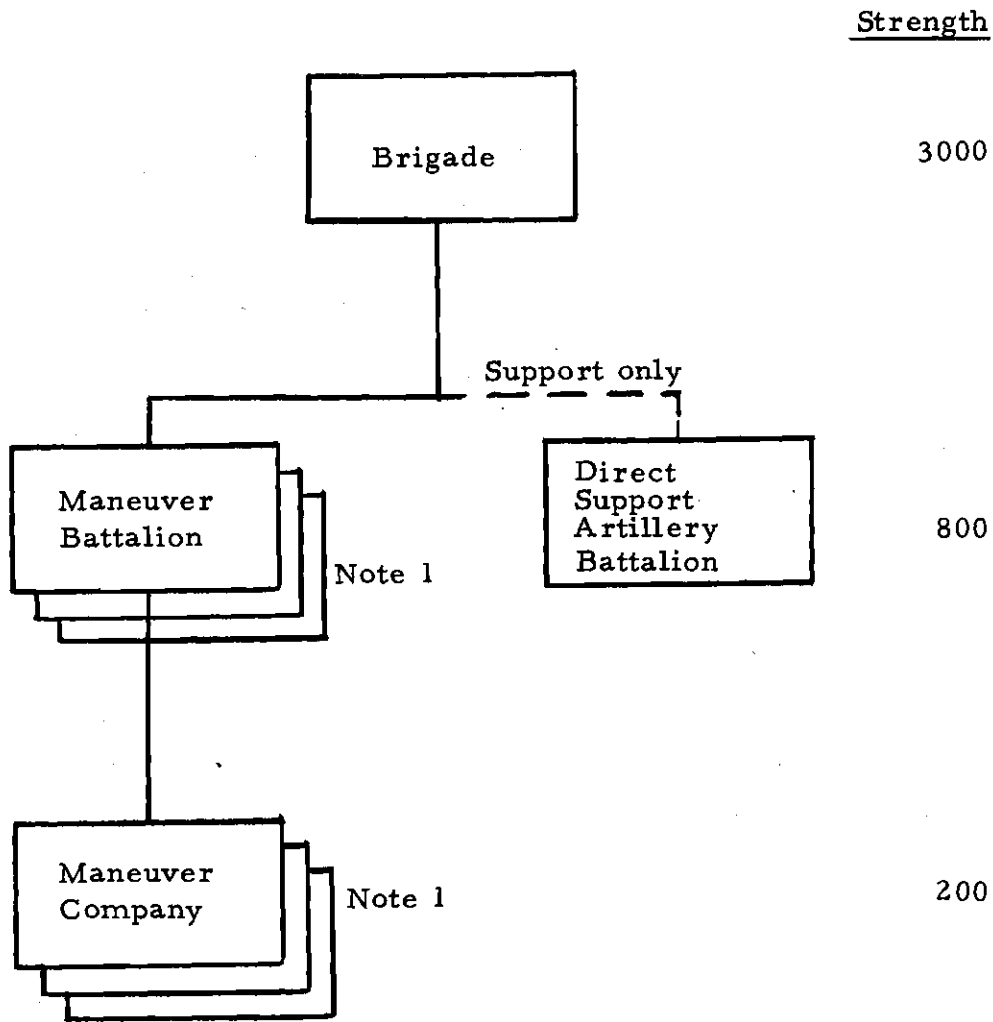 Strength
Brigade
3000
Support only
Maneuver
Battalion
Note 1
Direct
Support
Artillery
Battalion
800
Maneuver
Company
Note 1
200